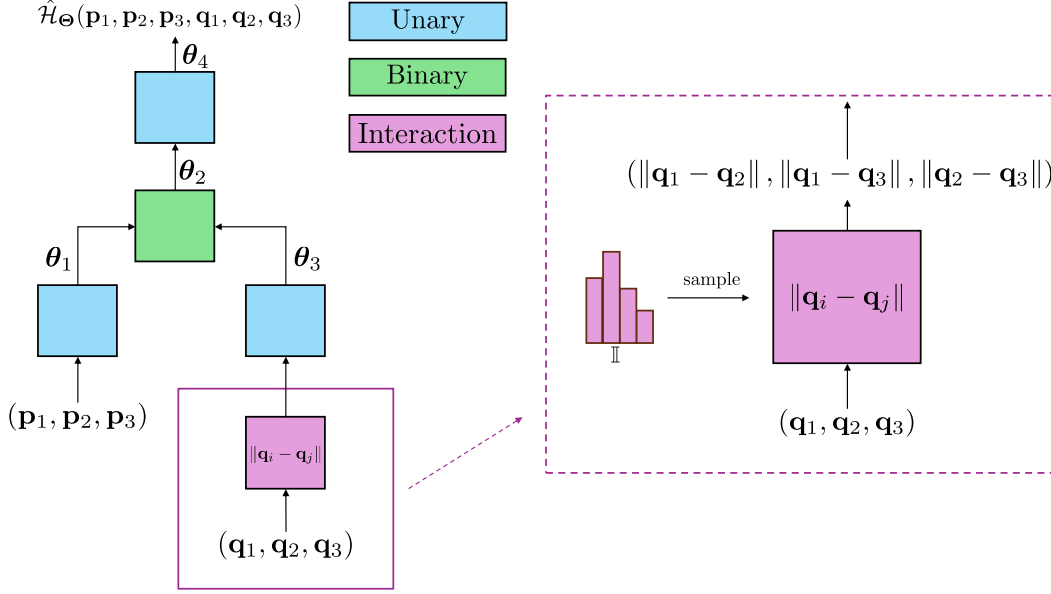 Ĥ_Θ(p₁, p₂, p₃, q₁, q₂, q₃)
θ₄
θ₂
θ₁
θ₃
(p₁, p₂, p₃)
‖qᵢ − qⱼ‖
(q₁, q₂, q₃)
Unary
Binary
Interaction
(‖q₁ − q₂‖, ‖q₁ − q₃‖, ‖q₂ − q₃‖)
sample
‖qᵢ − qⱼ‖
𝕀
(q₁, q₂, q₃)